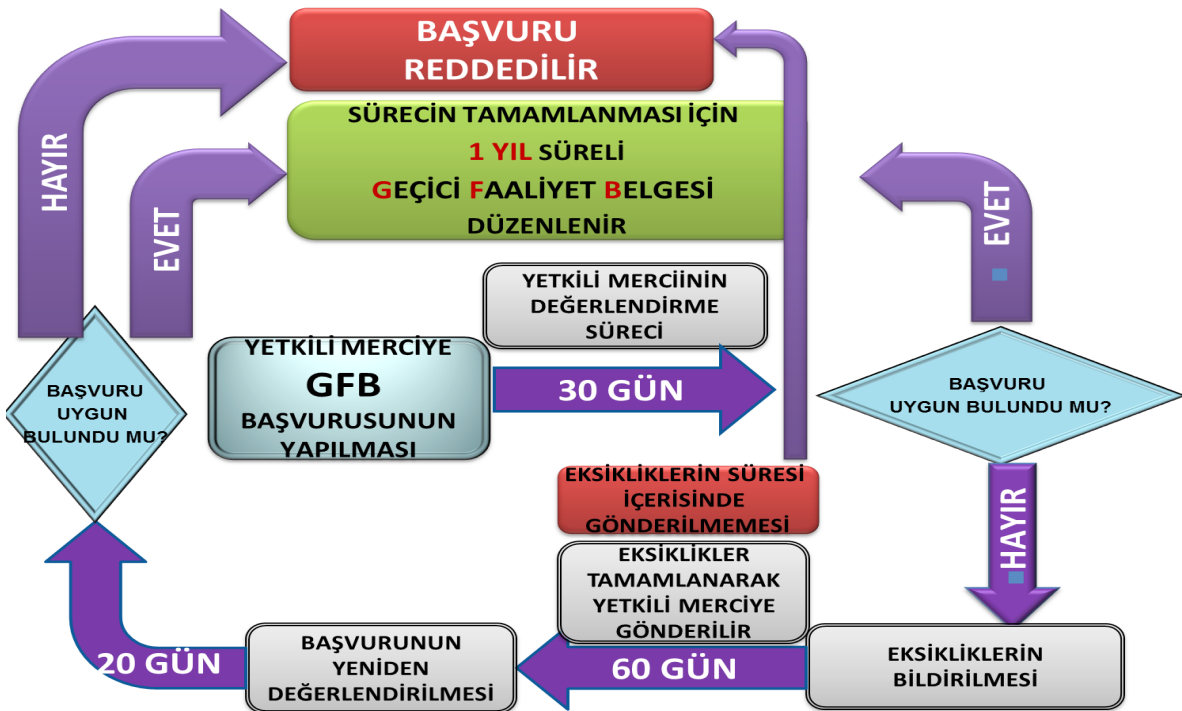 BAŞVURU
REDDEDİLİR
SÜRECİN TAMAMLANMASI İÇİN
1 YIL SÜRELİ
GEÇİCİ FAALİYET BELGESİ
DÜZENLENİR
HAYIR
EVET
EVET
YETKİLİ MERCİİNİN
DEĞERLENDİRME
SÜRECİ
YETKİLİ MERCİYE
GFB
BAŞVURUSUNUN
YAPILMASI
30 GÜN
BAŞVURU
UYGUN
BULUNDU MU?
BAŞVURU
UYGUN BULUNDU MU?
EKSİKLİKLERİN SÜRESİ
İÇERİSİNDE
GÖNDERİLMEMESİ
HAYIR
EKSİKLİKLER
TAMAMLANARAK
YETKİLİ MERCİYE
GÖNDERİLİR
20 GÜN
BAŞVURUNUN
YENİDEN
DEĞERLENDİRİLMESİ
60 GÜN
EKSİKLİKLERİN
BİLDİRİLMESİ